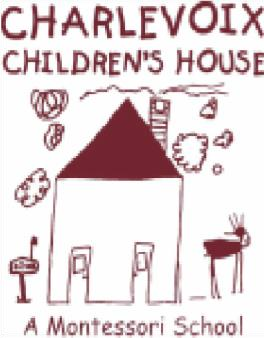 CHARLEVOIX
CHILDREN'S HOUSE
A Montessori School